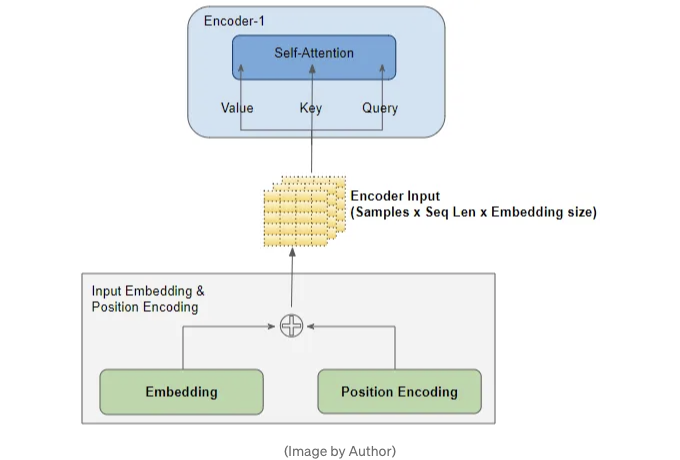 Encoder-1
Self-Attention
Value Key Query
Encoder Input
(Samples x Seq Len x Embedding size)
Input Embedding &
Position Encoding
Embedding Position Encoding
(Image by Author)